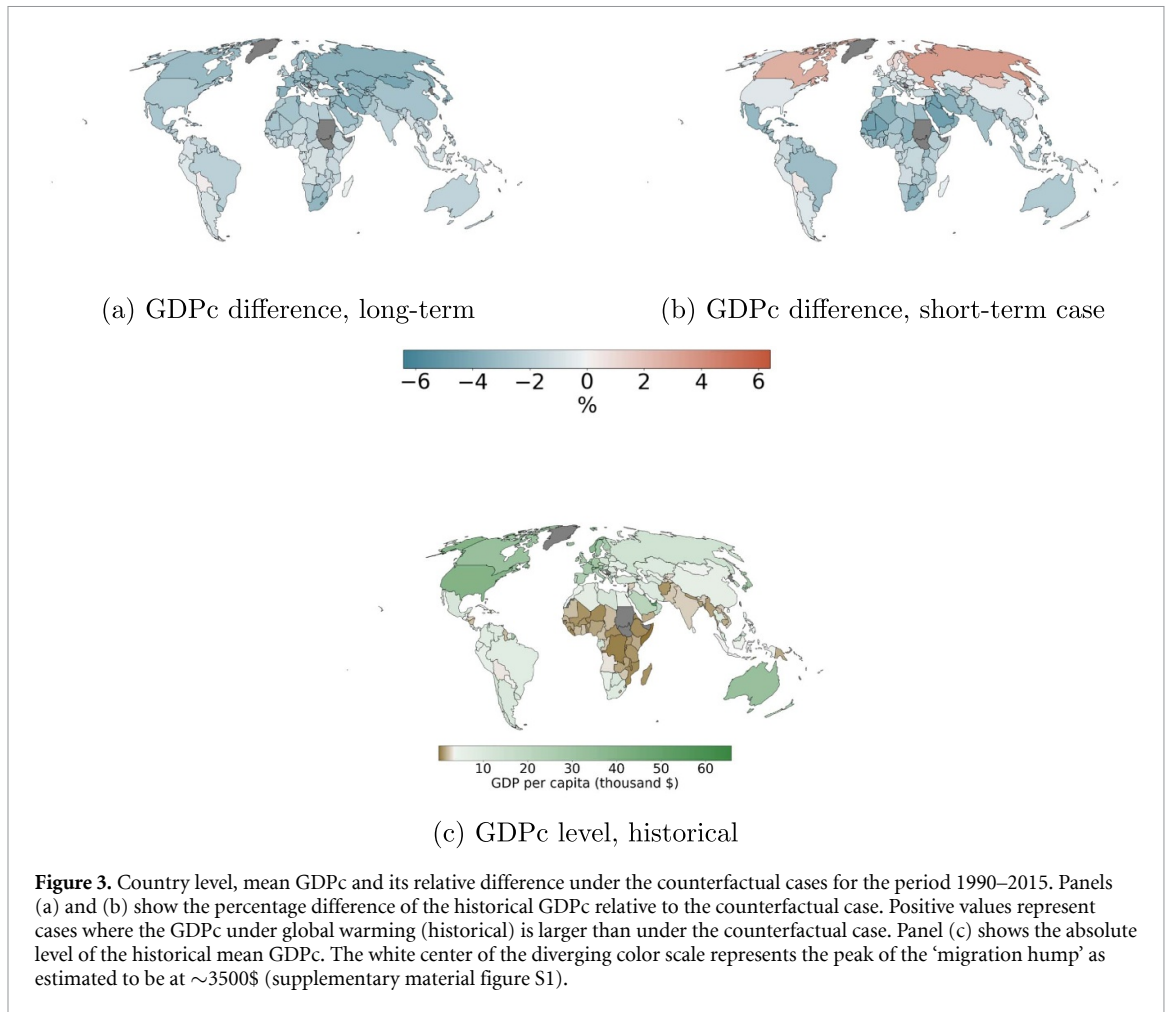 (a) GDPc difference, long-term
(b) GDPc difference, short-term case
−6 −4 −2 0 2 4 6
%
10 20 30 40 50 60
GDP per capita (thousand $)
(c) GDPc level, historical
Figure 3. Country level, mean GDPc and its relative difference under the counterfactual cases for the period 1990–2015. Panels
(a) and (b) show the percentage difference of the historical GDPc relative to the counterfactual case. Positive values represent
cases where the GDPc under global warming (historical) is larger than under the counterfactual case. Panel (c) shows the absolute
level of the historical mean GDPc. The white center of the diverging color scale represents the peak of the ‘migration hump’ as
estimated to be at ∼3500$ (supplementary material figure S1).